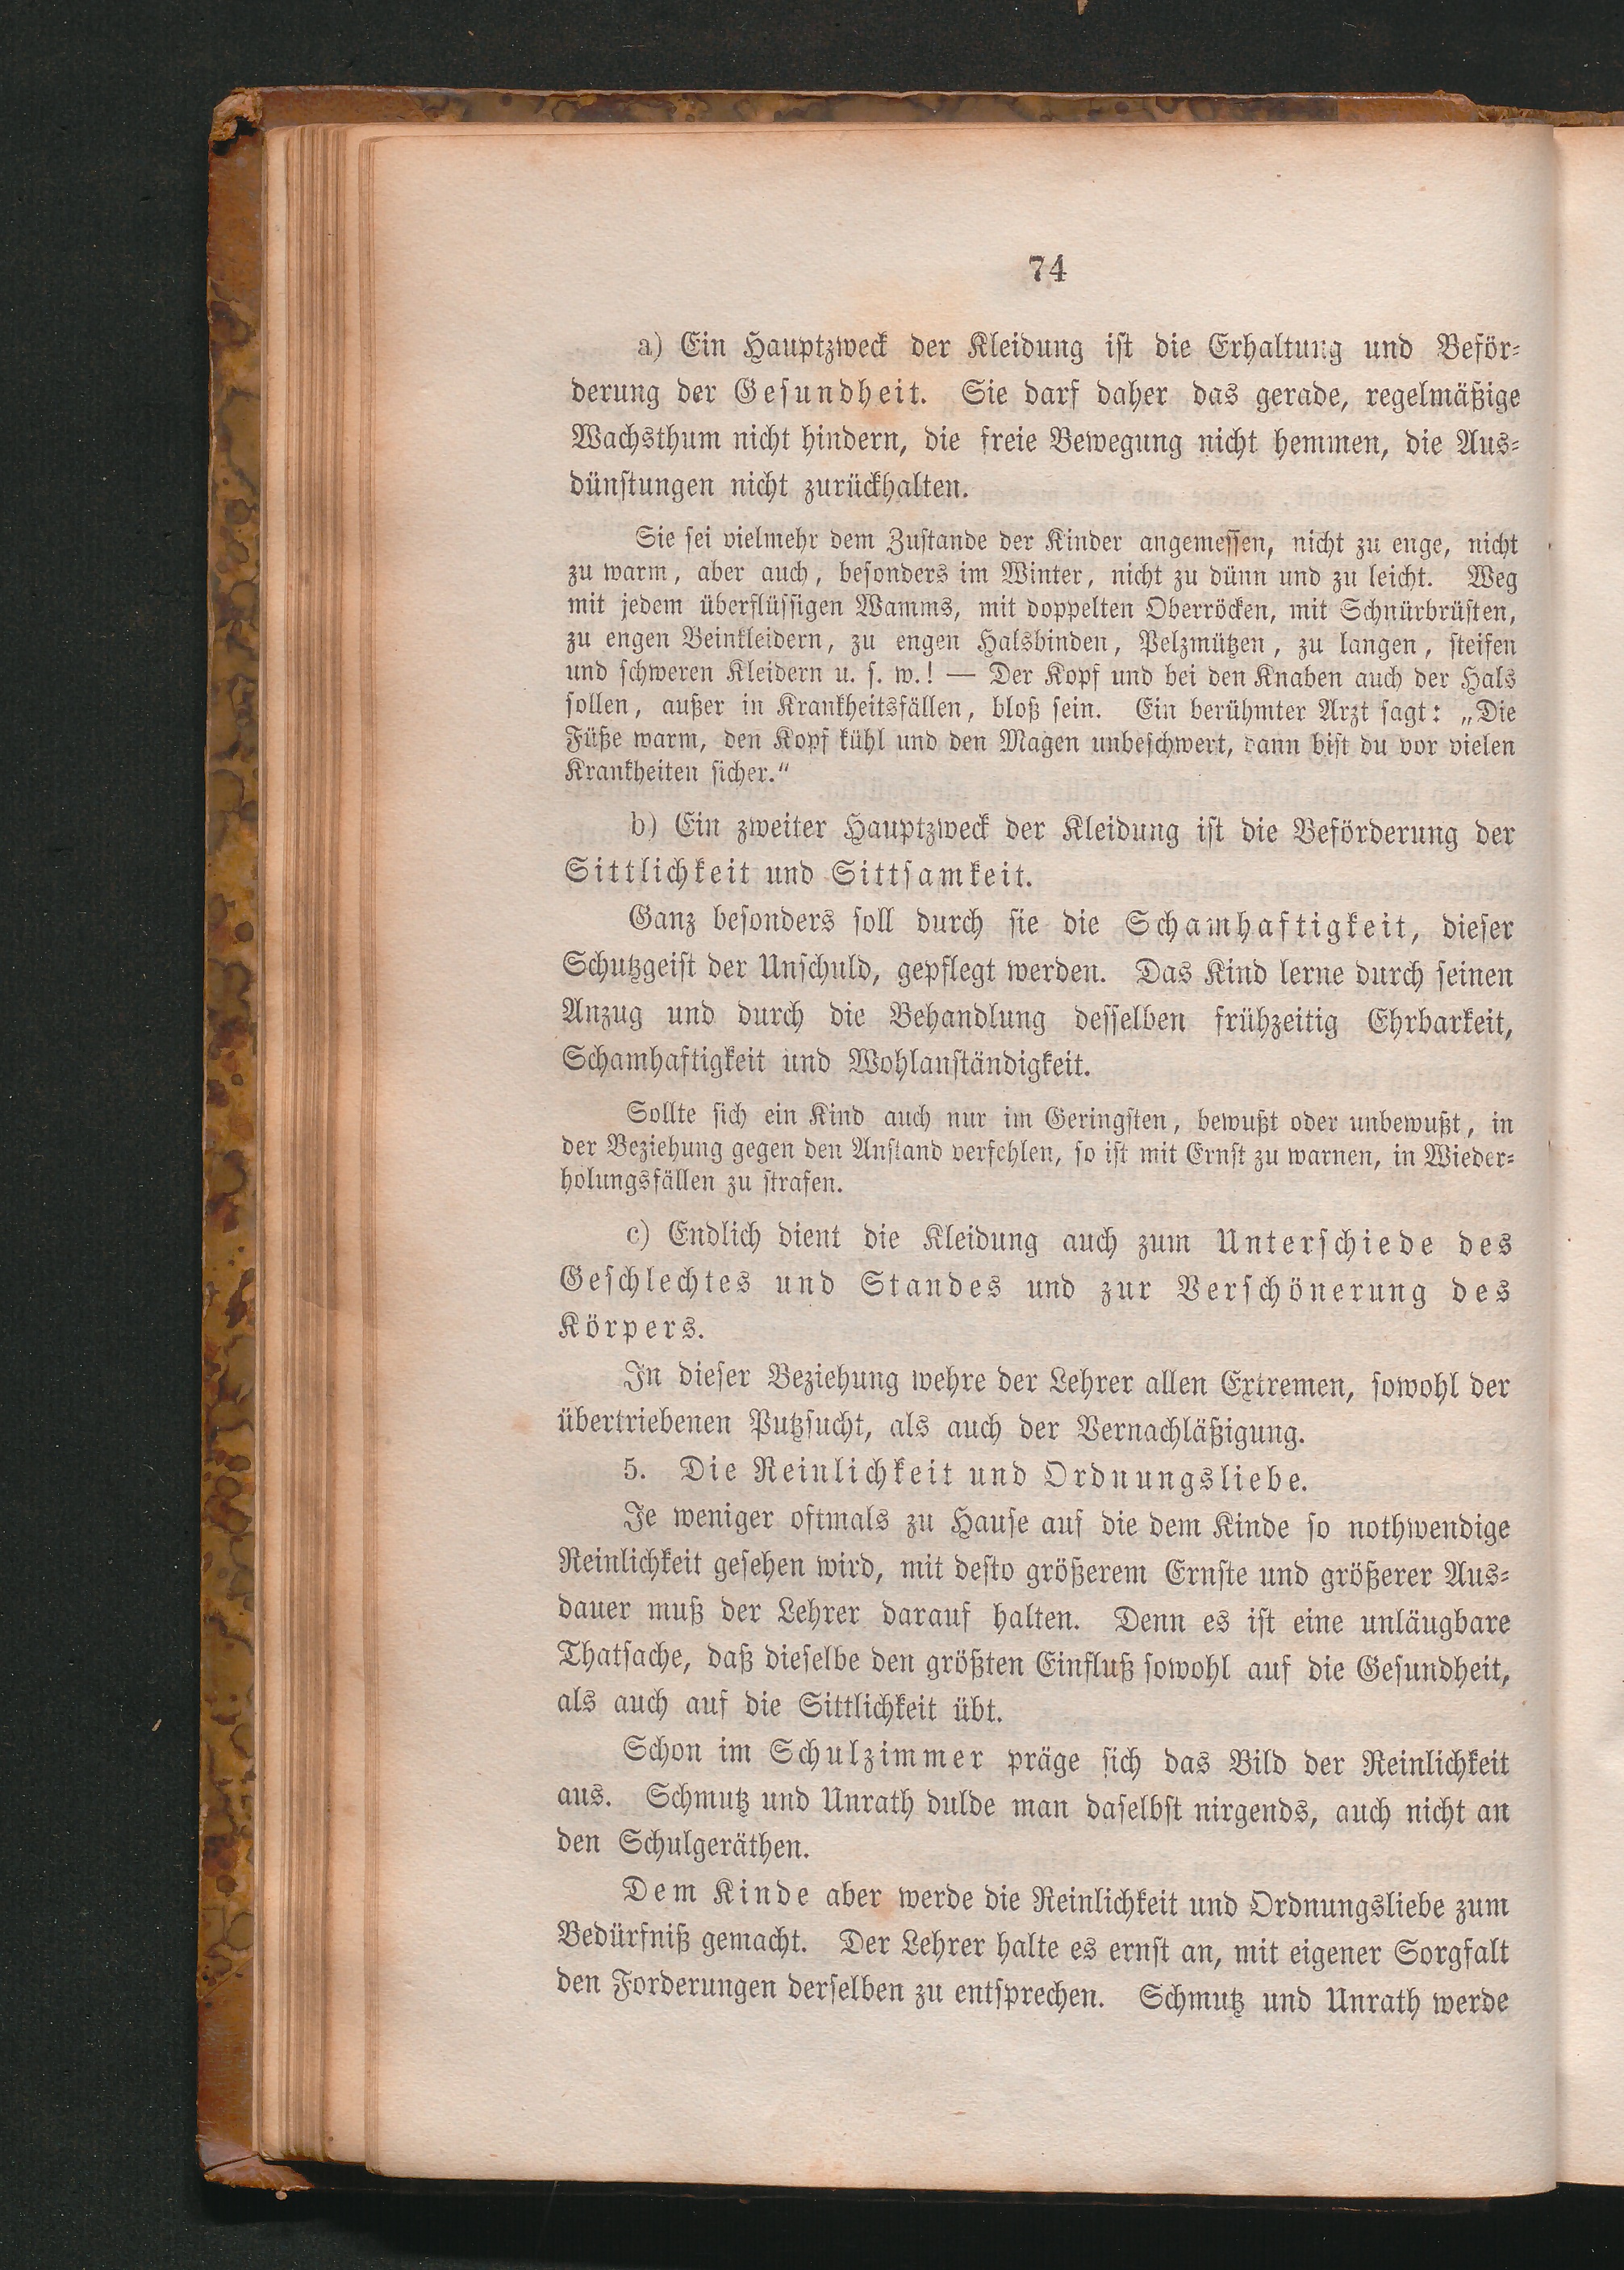 74
a) Ein Hauptzweck der Kleidung ist die Erhaltung und Beför-
derung der Gesundheit. Sie darf daher das gerade, regelmäßige
Wachsthum nicht hindern, die freie Bewegung nicht hemmen, die Aus-
dünstungen nicht zurückhalten.
Sie sei vielmehr dem Zustande der Kinder angemessen, nicht zu enge, nicht
zu warm, aber auch, besonders im Winter, nicht zu dünn und zu leicht. Weg
mit jedem überflüssigen Wamms, mit doppelten Oberröcken, mit Schnürbrüsten,
zu engen Beinkleidern, zu engen Halsbinden, Pelzmützen, zu langen, steifen
und schweren Kleidern u. s. w.! — Der Kopf und bei den Knaben auch der Hals
sollen, außer in Krankheitsfällen, bloß sein. Ein berühmter Arzt sagt: „Die
Füße warm, den Kopf kühl und den Magen unbeschwert, dann bist du vor vielen
Krankheiten sicher.“
b) Ein zweiter Hauptzweck der Kleidung ist die Beförderung der
Sittlichkeit und Sittsamkeit.
Ganz besonders soll durch sie die Schamhaftigkeit, dieser
Schutzgeist der Unschuld, gepflegt werden. Das Kind lerne durch seinen
Anzug und durch die Behandlung desselben frühzeitig Ehrbarkeit,
Schamhaftigkeit und Wohlanständigkeit.
Sollte sich ein Kind auch nur im Geringsten, bewußt oder unbewußt, in
der Beziehung gegen den Anstand verfehlen, so ist mit Ernst zu warnen, in Wieder-
holungsfällen zu strafen.
c) Endlich dient die Kleidung auch zum Unterschiede des
Geschlechtes und Standes und zur Verschönerung des
Körpers.
In dieser Beziehung wehre der Lehrer allen Extremen, sowohl der
übertriebenen Putzsucht, als auch der Vernachläßigung.
5. Die Reinlichkeit und Ordnungsliebe.
Je weniger oftmals zu Hause auf die dem Kinde so nothwendige
Reinlichkeit gesehen wird, mit desto größerem Ernste und größerer Aus-
dauer muß der Lehrer darauf halten. Denn es ist eine unläugbare
Thatsache, daß dieselbe den größten Einfluß sowohl auf die Gesundheit,
als auch auf die Sittlichkeit übt.
Schon im Schulzimmer präge sich das Bild der Reinlichkeit
aus. Schmutz und Unrath dulde man daselbst nirgends, auch nicht an
den Schulgeräthen.
Dem Kinde aber werde die Reinlichkeit und Ordnungsliebe zum
Bedürfniß gemacht. Der Lehrer halte es ernst an, mit eigener Sorgfalt
den Forderungen derselben zu entsprechen. Schmutz und Unrath werde